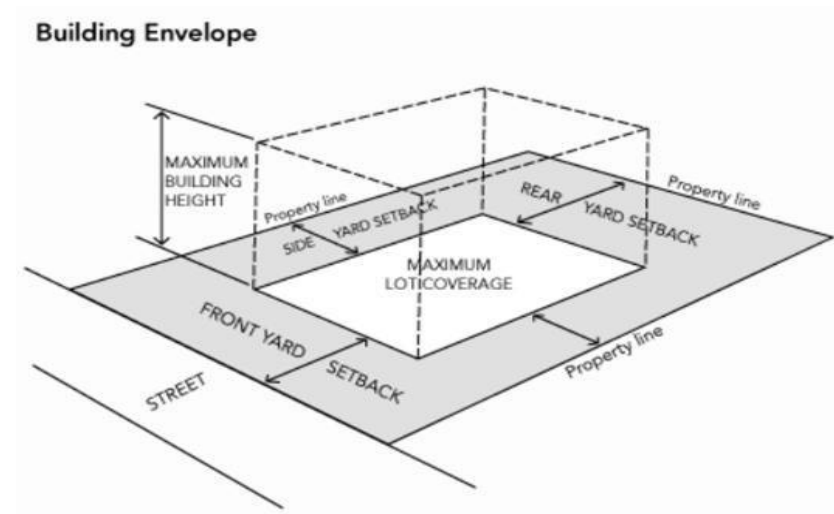 Building Envelope
MAXIMUM
BUILDING
HEIGHT
Property line
SIDE YARD SETBACK
REAR YARD SETBACK
Property line
MAXIMUM
LOTICOVERAGE
FRONT YARD SETBACK
Property line
STREET